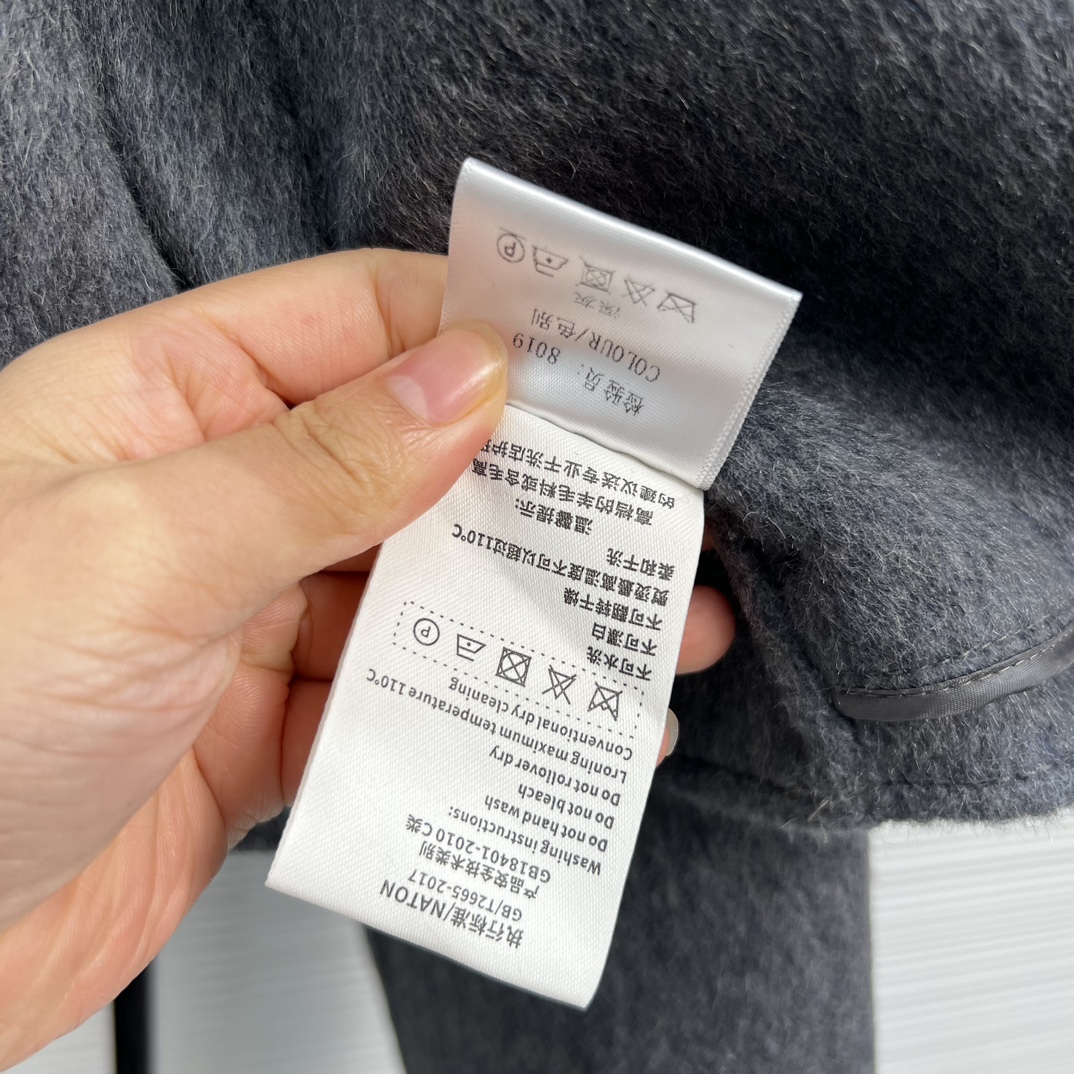 执行标准/NATON
GB/T2665-2017
产品安全技术类别
GB18401-2010 C类
Washing instructions:
Do not hand wash
Do not bleach
Do not rollover dry
Lroning maximum temperature 110℃
Conventional dry cleaning
P
不可水洗
不可漂白
不可翻转干燥
熨烫最高温度不可以超过110℃
柔和干洗
温馨提示:
高档的羊毛料或含毛高
的建议送专业干洗店护
检验员: 8019
COLOUR/色别
深灰
P